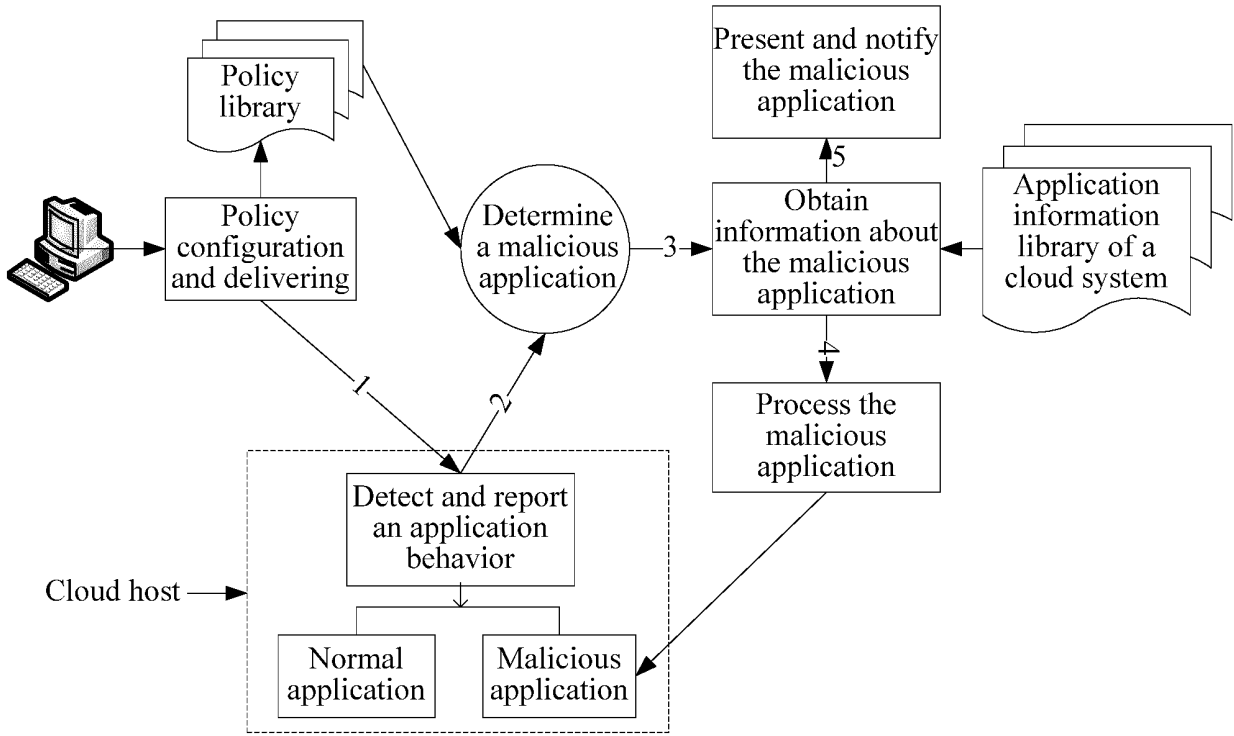 Policy
library
Policy
configuration
and delivering
Determine
a malicious
application
Present and notify
the malicious
application
5
Obtain
information about
the malicious
application
3
Application
information
library of a
cloud system
4
Process the
malicious
application
1
2
Detect and report
an application
behavior
Cloud host
Normal
application
Malicious
application